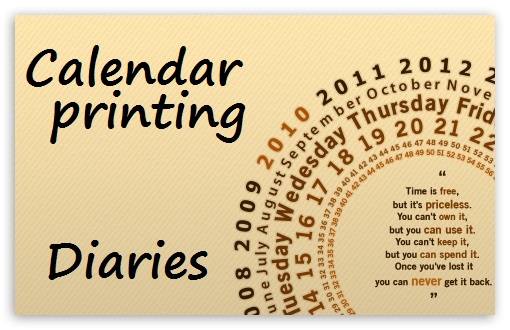 Calendar
printing
Diaries
2008 2009 2010 2011 2012 2
June July August September October Nove
Tuesday Wednesday Thursday Frid
14 15 16 17 18 19 20 21 22
“
Time is free,
but it's priceless.
You can't own it,
but you can use it.
You can't keep it,
but you can spend it.
Once you've lost it
you can never get it back.
”